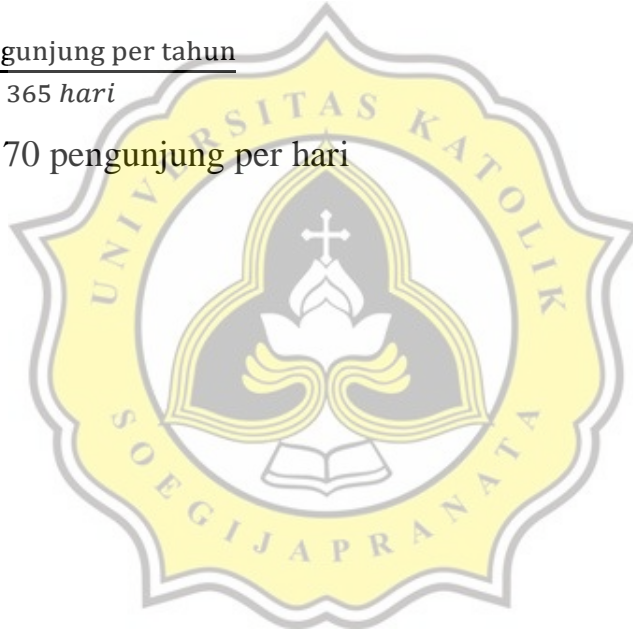 gunjung per tahun
365 hari
70 pengunjung per hari
UNIVERSITAS KATOLIK
SOEGIJAPRANATA